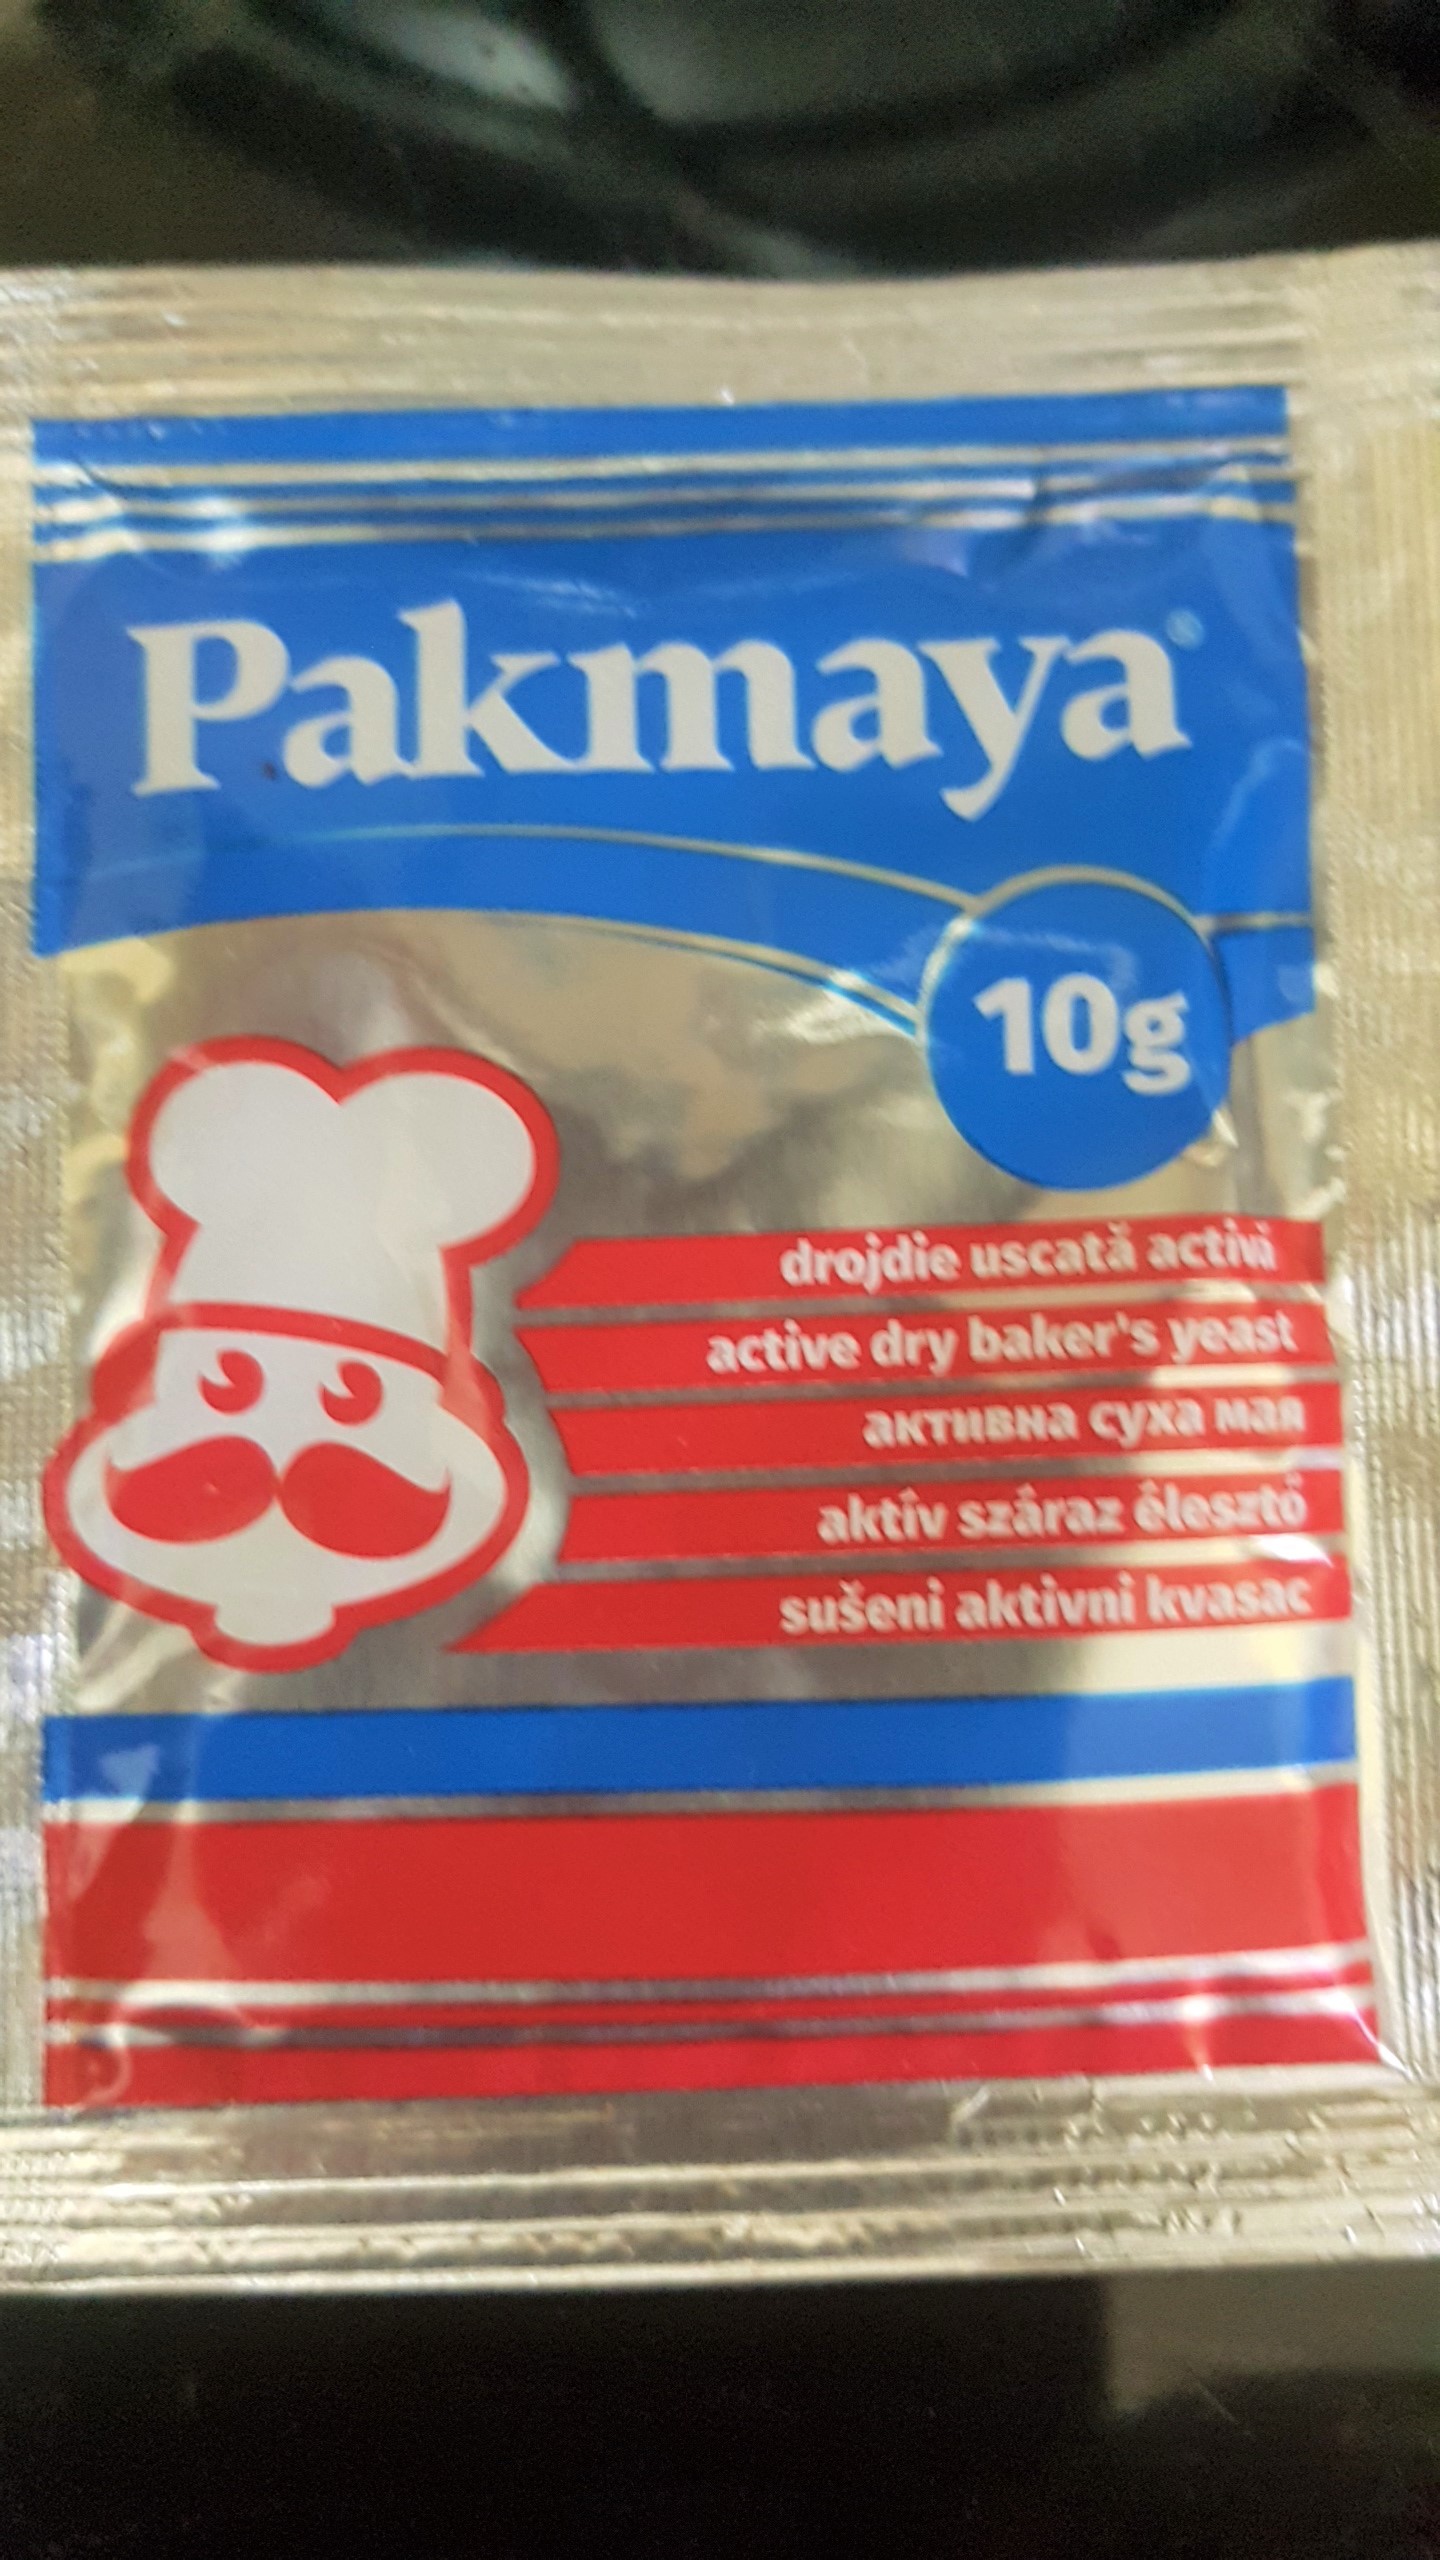 Pakmaya®
10g
drojdie uscată activă
active dry baker's yeast
активна суха мая
aktív száraz élesztő
sušeni aktivni kvasac